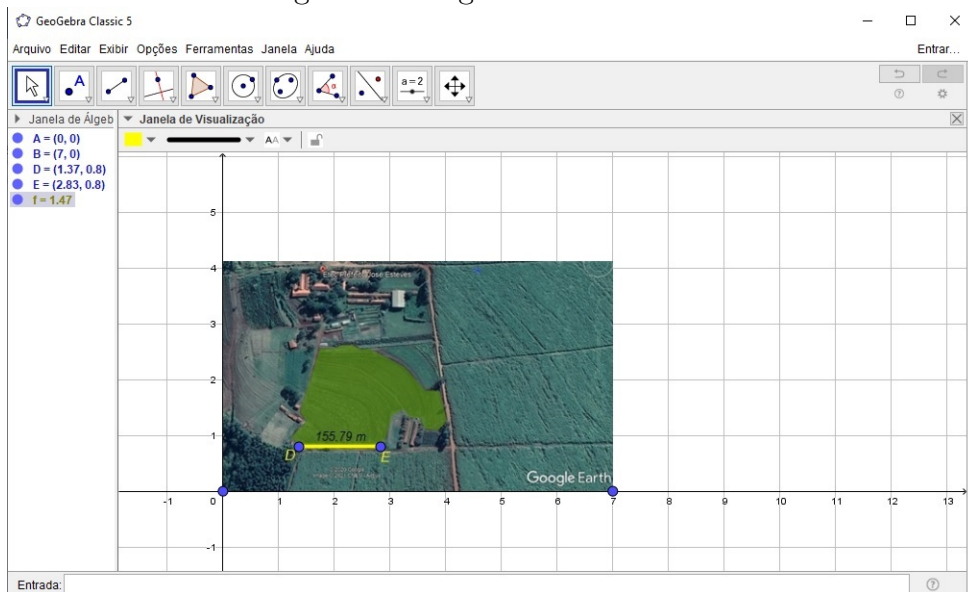 GeoGebra Classic 5
Arquivo Editar Exibir Opções Ferramentas Janela Ajuda
Entrar...
A
α
a=2
Janela de Álgeb
Janela de Visualização
A = (0, 0)
B = (7, 0)
D = (1.37, 0.8)
E = (2.83, 0.8)
f = 1.47
AA
5
4
3
2
1
155.79 m
D
E
Google Earth
-1 0 1 2 3 4 5 6 7 8 9 10 11 12 13
-1
Entrada: